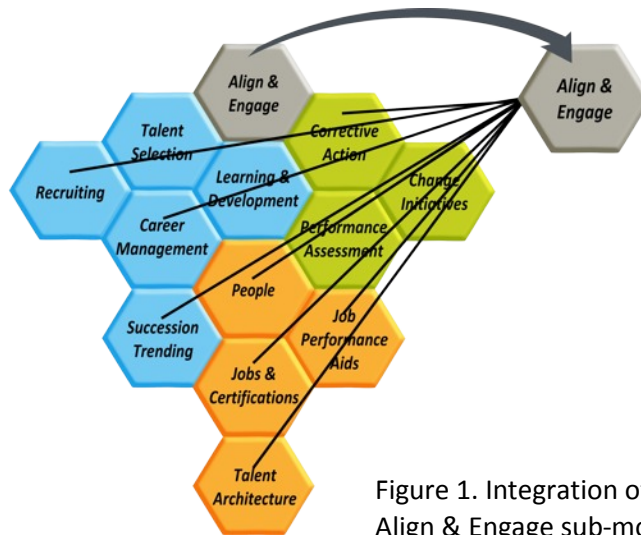 Align &
Engage
Align &
Engage
Talent
Selection
Corrective
Action
Recruiting
Learning &
Development
Change
Initiatives
Career
Management
Performance
Assessment
People
Succession
Trending
Job
Performance
Aids
Jobs &
Certifications
Talent
Architecture
Figure 1. Integration o
Align & Engage sub-mo